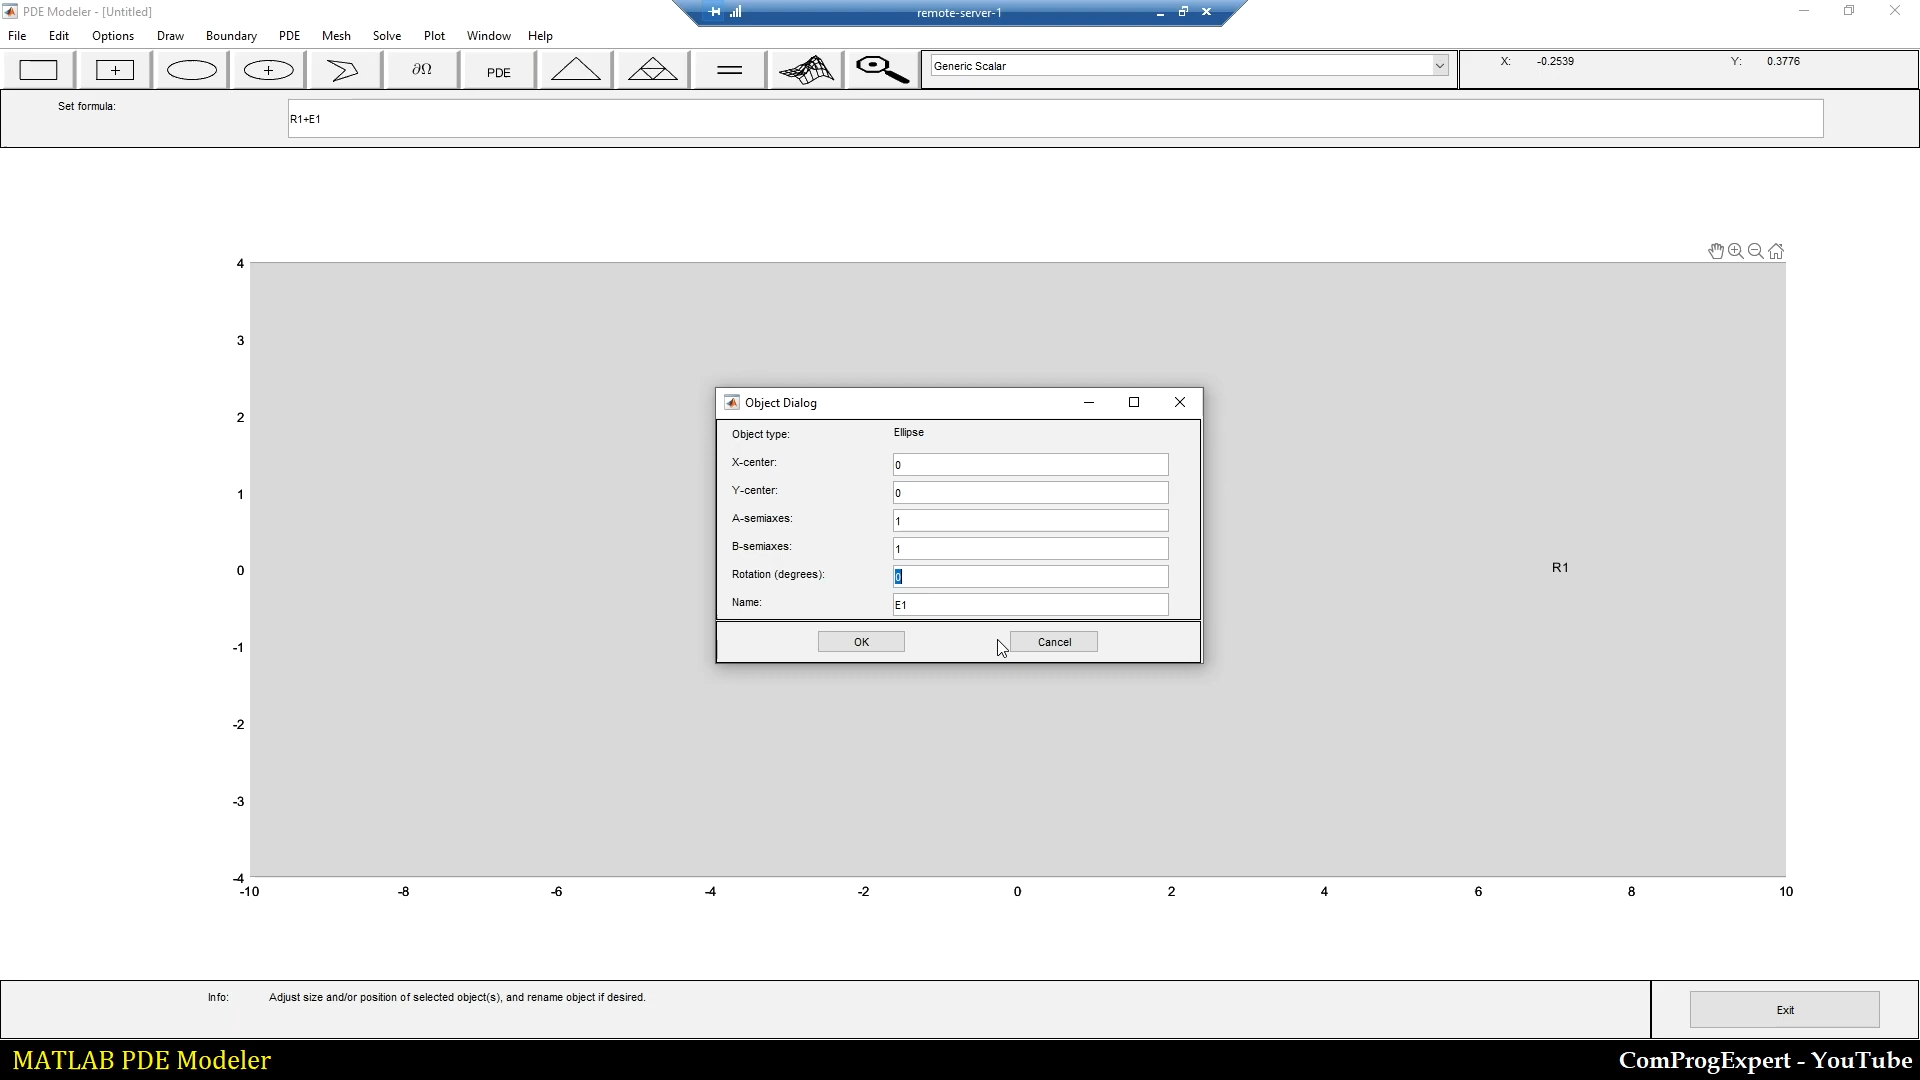 PDE Modeler - [Untitled]
remote-server-1
File Edit Options Draw Boundary PDE Mesh Solve Plot Window Help
∂Ω PDE Generic Scalar X: -0.2539 Y: 0.3776
Set formula: R1+E1
4
3
2
1
0
-1
-2
-3
-4
-10 -8 -6 -4 -2 0 2 4 6 8 10
R1
Object Dialog
Object type: Ellipse
X-center: 0
Y-center: 0
A-semiaxes: 1
B-semiaxes: 1
Rotation (degrees): 0
Name: E1
OK Cancel
Info: Adjust size and/or position of selected object(s), and rename object if desired.
Exit
MATLAB PDE Modeler ComProgExpert - YouTube